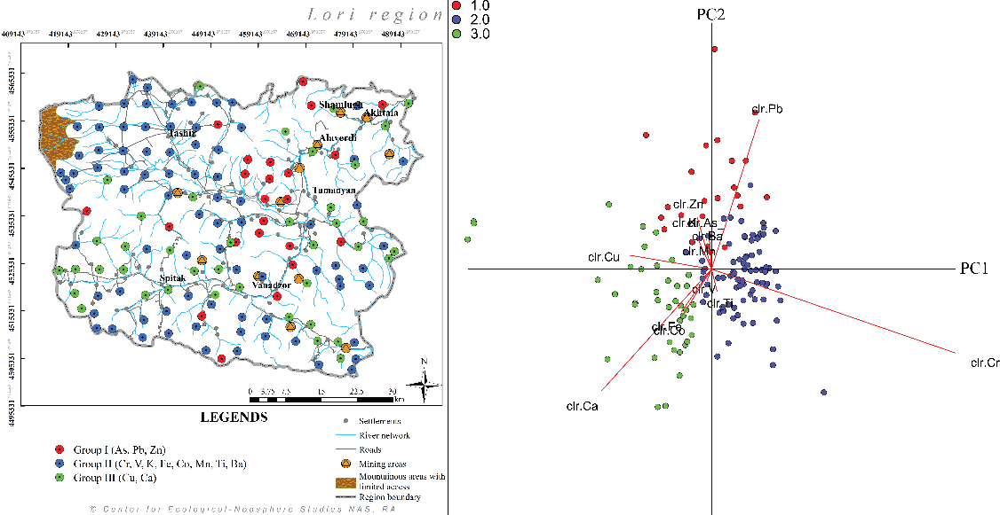 Lori region
409143 419143 429143 439143 449143 459143 469143 479143 489143
4565331
4555331
4545331
4535331
4525331
4515331
4505331
4495331
Shamlugh
Akhtala
Tashir
Alaverdi
Tumanyan
Spitak
Vanadzor
N
0 3.75 7.5 15 22.5 30
km
LEGENDS
Group I (As, Pb, Zn)
Group II (Cr, V, K, Fe, Co, Mn, Ti, Ba)
Group III (Cu, Ca)
Settlements
River network
Roads
Mining areas
Mountainous areas with
limited access
Region boundary
© Center for Ecological-Noosphere Studies NAS, RA
1.0
2.0
3.0
PC2
clr.Pb
clr.Zn
clr.K
clr.As
clr.Ba
clr.Mn
clr.Cu
PC1
clr.V
clr.Ti
clr.Fe
clr.Co
clr.Cr
clr.Ca